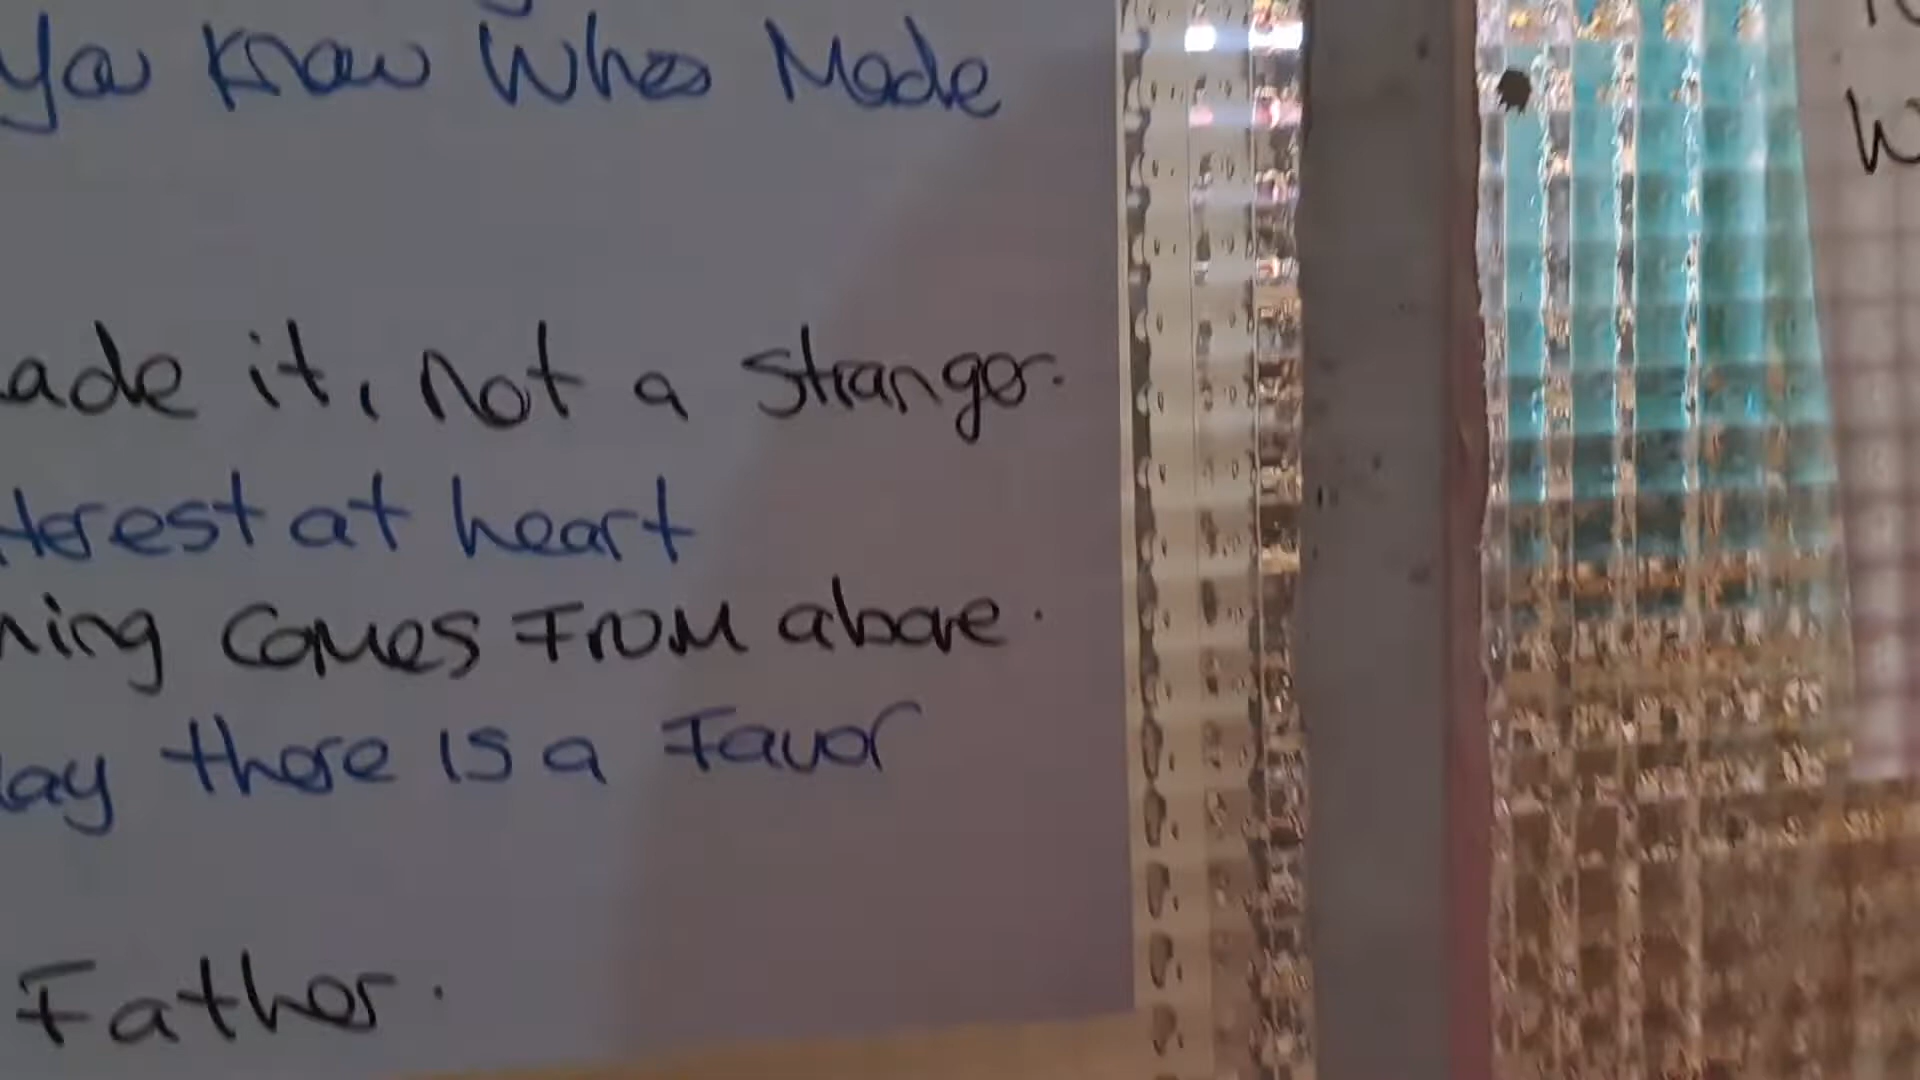 you know whos Made
ade it, not a stranger.
terest at heart
ning comes From above.
lay there is a Favor
Father.
W